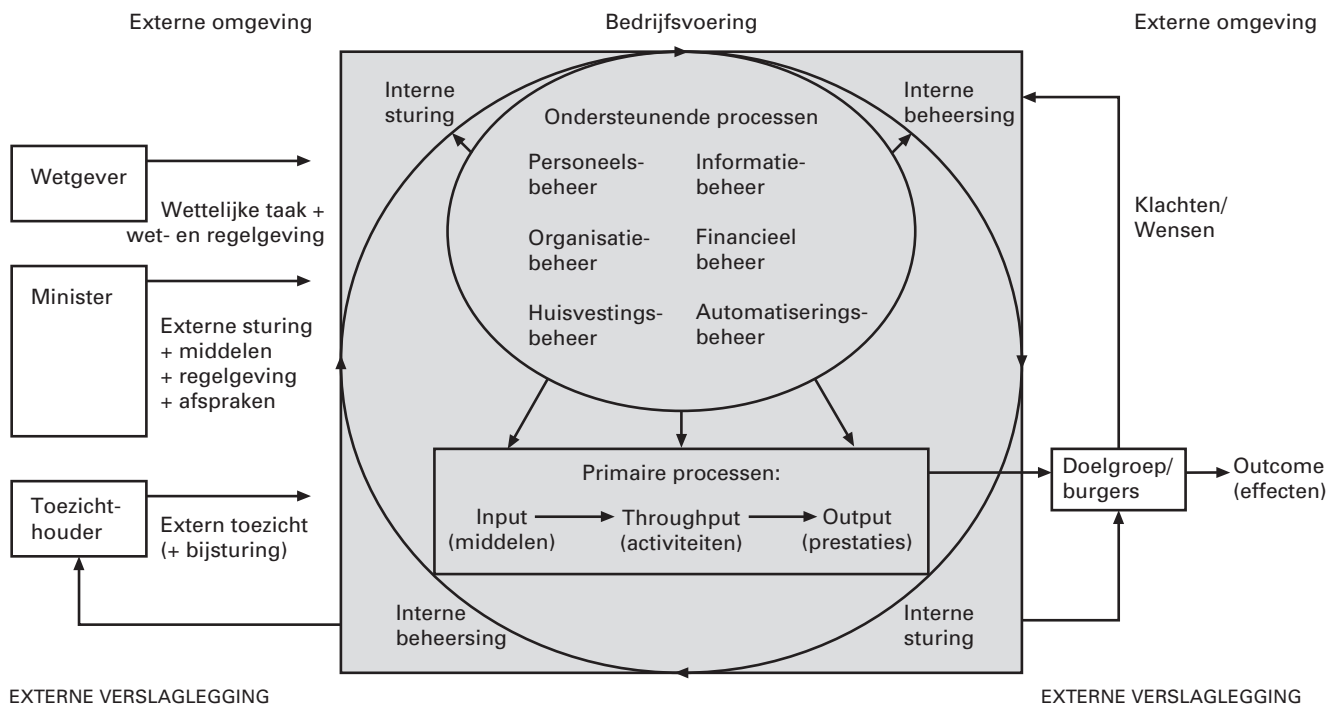 Externe omgeving
Bedrijfsvoering
Externe omgeving
Interne
sturing
Interne
beheersing
Ondersteunende processen
Personeels-
beheer
Informatie-
beheer
Organisatie-
beheer
Financieel
beheer
Huisvestings-
beheer
Automatiserings-
beheer
Wetgever
Wettelijke taak +
wet- en regelgeving
Minister
Externe sturing
+ middelen
+ regelgeving
+ afspraken
Toezicht-
houder
Extern toezicht
(+ bijsturing)
Klachten/
Wensen
Primaire processen:
Input
(middelen)
Throughput
(activiteiten)
Output
(prestaties)
Doelgroep/
burgers
Outcome
(effecten)
Interne
beheersing
Interne
sturing
EXTERNE VERSLAGLEGGING
EXTERNE VERSLAGLEGGING